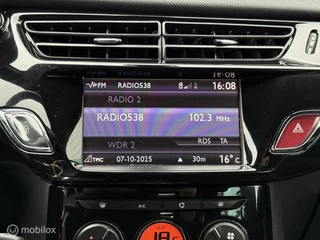 FM RADIO538 16:08
RADIO 2
RADIO538 102.3 MHz
RDS TA
WDR 2
TMC 07-10-2025 30m 16°C
mobyoke